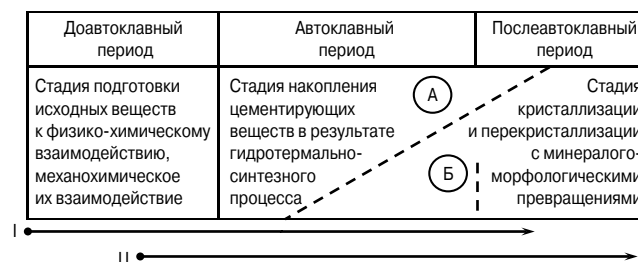 Доавтоклавный
период
Автоклавный
период
Послеавтоклавный
период
Стадия подготовки
исходных веществ
к физико-химическому
взаимодействию,
механохимическое
их взаимодействие
Стадия накопления
цементирующих
веществ в результате
гидротермально-
синтезного
процесса
А
Б
Стадия
кристаллизации
и перекристаллизации
с минералого-
морфологическими
превращениями
I
II